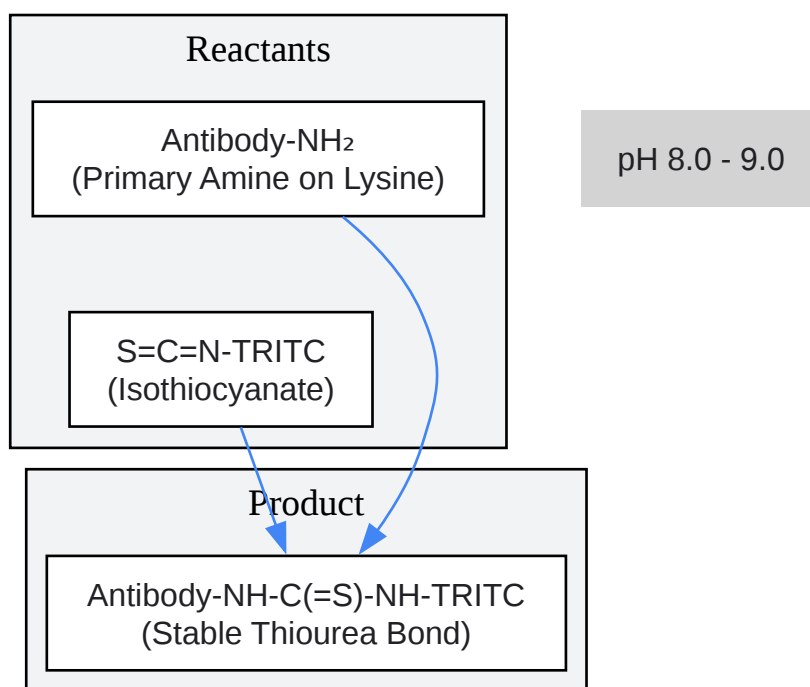 Reactants
Antibody-NH₂
(Primary Amine on Lysine)
pH 8.0 - 9.0
S=C=N-TRITC
(Isothiocyanate)
Product
Antibody-NH-C(=S)-NH-TRITC
(Stable Thiourea Bond)